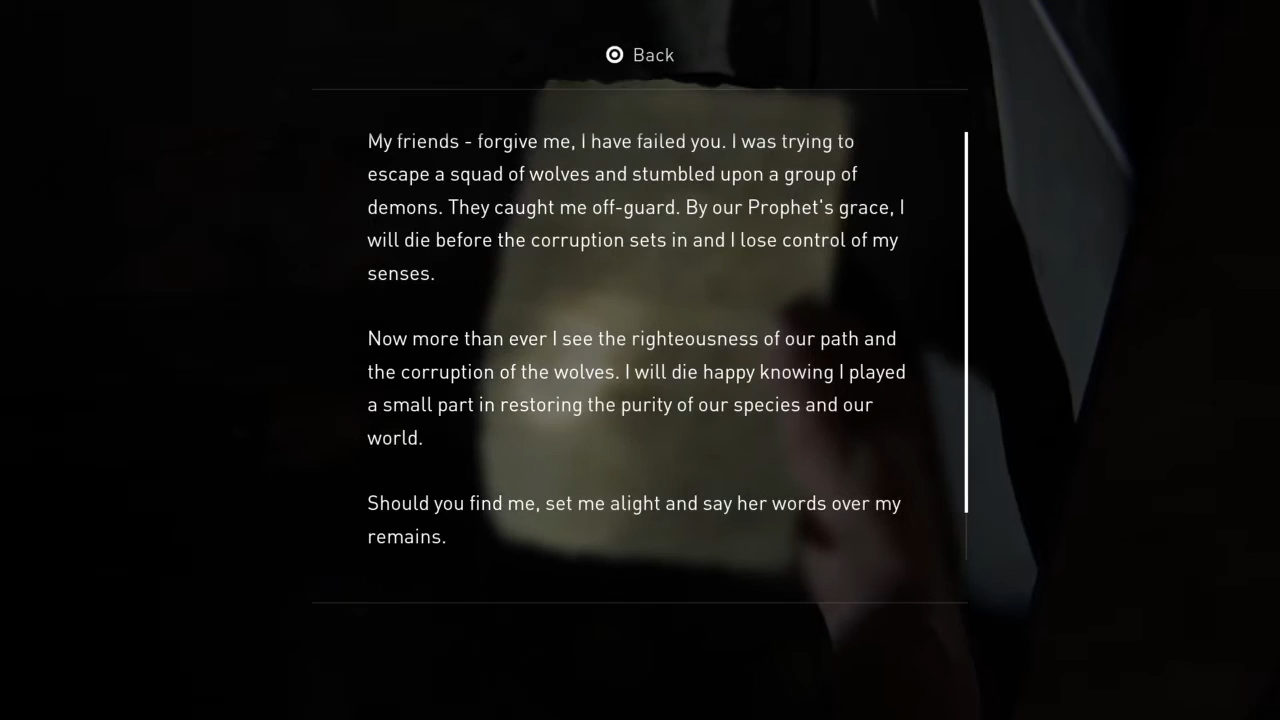 Back
My friends - forgive me, I have failed you. I was trying to
escape a squad of wolves and stumbled upon a group of
demons. They caught me off-guard. By our Prophet's grace, I
will die before the corruption sets in and I lose control of my
senses.
Now more than ever I see the righteousness of our path and
the corruption of the wolves. I will die happy knowing I played
a small part in restoring the purity of our species and our
world.
Should you find me, set me alight and say her words over my
remains.